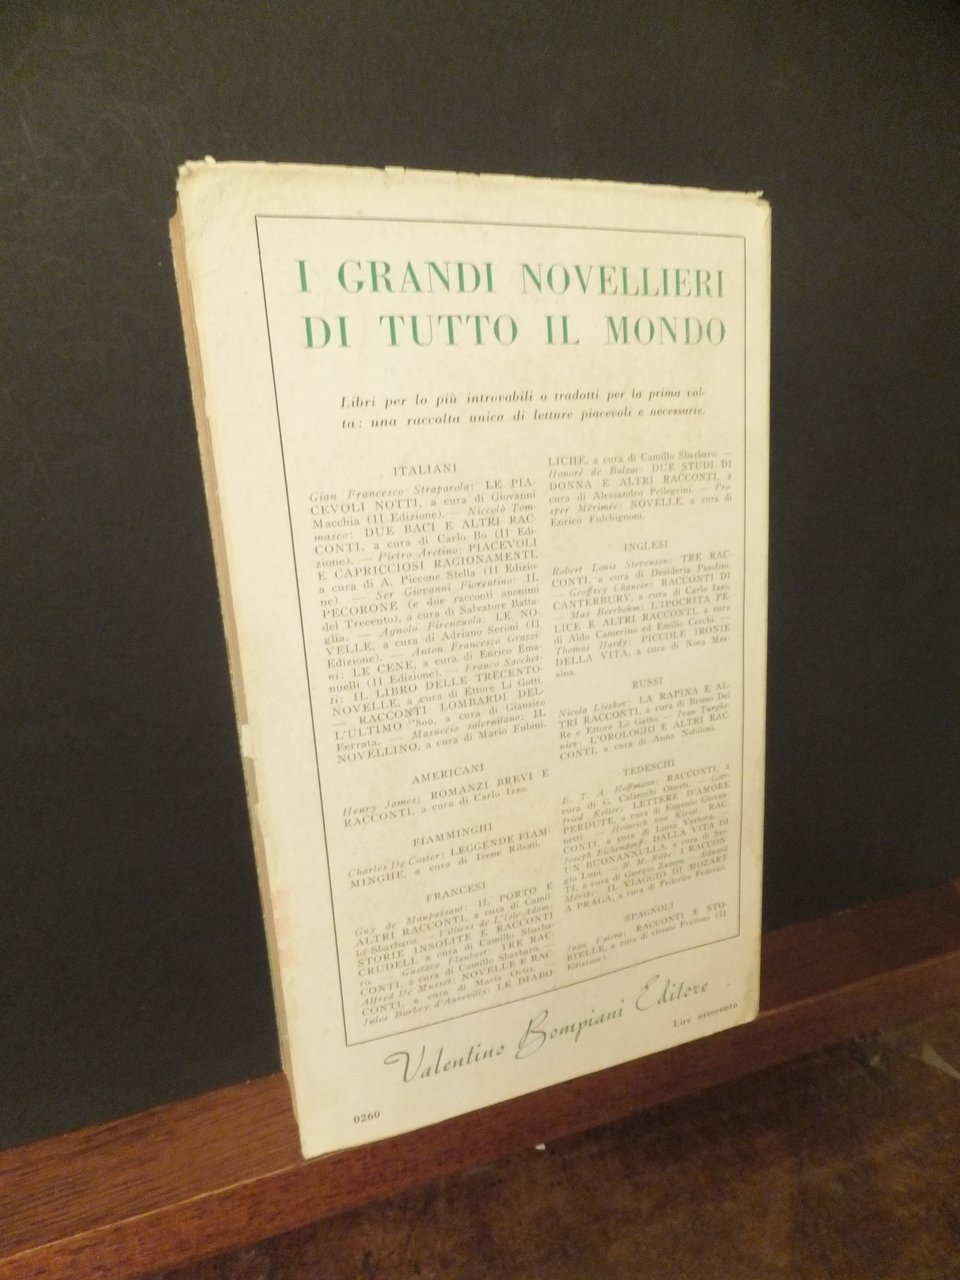 I GRANDI NOVELLIERI
DI TUTTO IL MONDO
Libri per lo più introvabili o tradotti per la prima vol-
ta: una raccolta unica di letture piacevoli e necessarie.
ITALIANI
Gian Francesco Straparola: LE PIA-
CEVOLI NOTTI, a cura di Giovanni
Macchia (II Edizione). — Niccolò Tom-
maseo: DUE BACI E ALTRI RAC-
CONTI, a cura di Carlo Bo (II Edi-
zione). — Pietro Aretino: PIACEVOLI
E CAPRICCIOSI RAGIONAMENTI,
a cura di A. Piccone Stella (II Edizio-
ne). — Ser Giovanni Fiorentino: IL
PECORONE (e due racconti anonimi
del Trecento), a cura di Salvatore Batta-
glia. — Agnolo Firenzuola: LE NO-
VELLE, a cura di Adriano Seroni (II
Edizione). — Anton Francesco Grazzi-
ni: LE CENE, a cura di Enrico Ema-
nuelli (II Edizione). — Franco Sacchet-
ti: IL LIBRO DELLE TRECENTO-
NOVELLE, a cura di Ettore Li Gotti.
— RACCONTI LOMBARDI DEL-
L'ULTIMO '800, a cura di Giansiro
Ferrata. — Masuccio salernitano: IL
NOVELLINO, a cura di Mario Fubini.
AMERICANI
Henry James: ROMANZI BREVI E
RACCONTI, a cura di Carlo Izzo.
FIAMMINGHI
Charles De Coster: LEGGENDE FIAM-
MINGHE, a cura di Irene Riboni.
FRANCESI
Guy de Maupassant: IL PORTO E
ALTRI RACCONTI, a cura di Camil-
lo Sbarbaro. — Villiers de L'Isle-Adam:
STORIE INSOLITE E RACCONTI
CRUDELI, a cura di Camillo Sbarba-
ro. — Gustave Flaubert: TRE RAC-
CONTI, a cura di Camillo Sbarbaro. —
Alfred De Musset: NOVELLE E RAC-
CONTI, a cura di Maria Ortiz. —
Jules Barbey d'Aurevilly: LE DIABO-
LICHE, a cura di Camillo Sbarbaro. —
Honoré de Balzac: DUE STUDI DI
DONNA E ALTRI RACCONTI, a
cura di Alessandro Pellegrini. — Pro-
sper Mérimée: NOVELLE, a cura di
Enrico Fulchignoni.
INGLESI
Robert Louis Stevenson: TRE RAC-
CONTI, a cura di Desideria Pasolini.
— Geoffrey Chaucer: RACCONTI DI
CANTERBURY, a cura di Carlo Izzo.
— Max Beerbohm: L'IPOCRITA FE-
LICE E ALTRI RACCONTI, a cura
di Aldo Camerino ed Emilio Cecchi. —
Thomas Hardy: PICCOLE IRONIE
DELLA VITA, a cura di Nora Mes-
sina.
RUSSI
Nicola Ljeskov: LA RAPINA E AL-
TRI RACCONTI, a cura di Bruno Del
Re e Ettore Lo Gatto. — Ivan Turghe-
niev: L'OROLOGIO E ALTRI RAC-
CONTI, a cura di Anna
TEDESCHI
E. T. A. Hoffmann: RACCONTI, a
cura di G. Calzecchi Onesti. — Gott-
fried Keller: LETTERE D'AMORE
PERDUTE, a cura di Eugenio Giovan-
netti. — Heinrich von Kleist: RAC-
CONTI, a cura di Luisa Vertova. —
Joseph Eichendorf: DALLA VITA DI
UN BUONANNULLA, a cura di Ser-
gio Lupi. — R. M. Rilke: I RACCON-
TI, a cura di Giorgio Zampa. — Eduard
Mörike: IL VIAGGIO DI MOZART
A PRAGA, a cura di Federico Federici.
SPAGNOLI
Juan Valera: RACCONTI E STO-
RIELLE, a cura di Oreste Frattoni (II
Edizione).
Valentino Bompiani Editore
Lire ottocento
0260